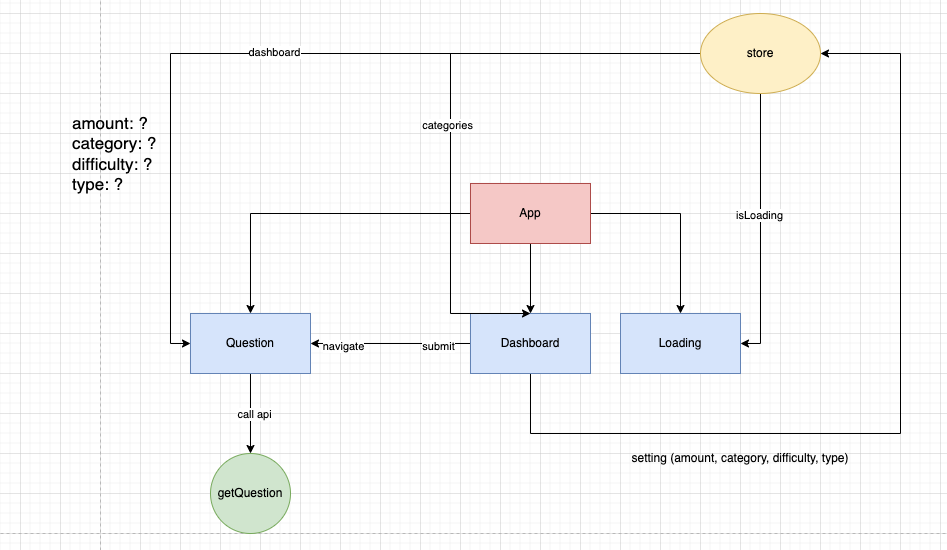 dashboard
store
amount: ?
category: ?
difficulty: ?
type: ?
categories
App
isLoading
Question
navigate
submit
Dashboard
Loading
call api
setting (amount, category, difficulty, type)
getQuestion